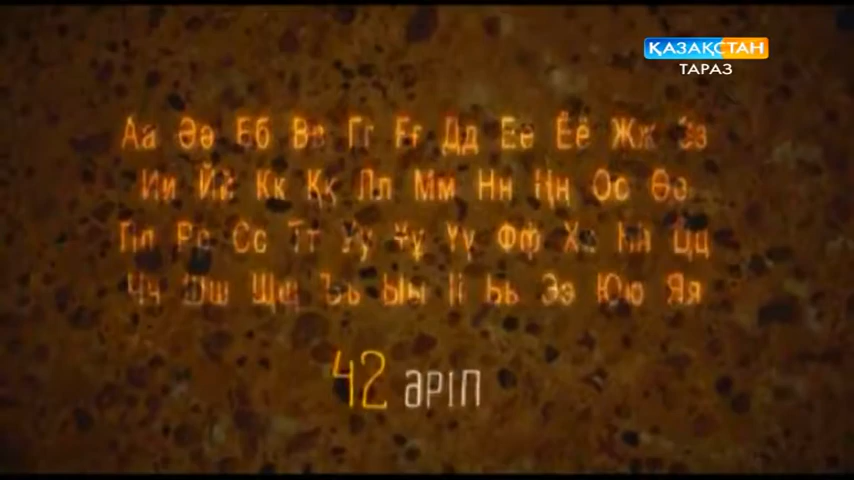 ҚАЗАҚСТАН
ТАРАЗ
Аа Әә Бб Вв Гг Ғғ Дд Ее Ёё Жж Зз
Ии Йй Кк Ққ Лл Мм Нн Ңң Оо Өө
Пп Рр Сс Тт Уу Ұұ Үү Фф Хх Һһ Цц
Чч Шш Щщ Ъъ Ыы Іі Ьь Ээ Юю Яя
42 әріп